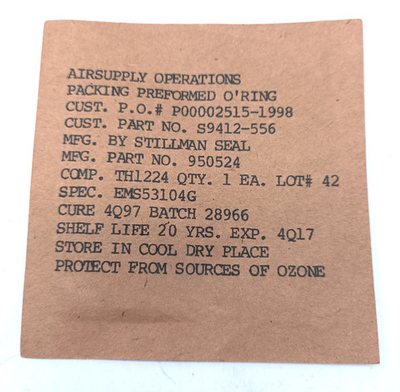 AIRSUPPLY OPERATIONS
PACKING PREFORMED O'RING
CUST. P.O.# P00002515-1998
CUST. PART NO. S9412-556
MFG. BY STILLMAN SEAL
MFG. PART NO. 950524
COMP. TH1224 QTY. 1 EA. LOT# 42
SPEC. EMS53104G
CURE 4Q97 BATCH 28966
SHELF LIFE 20 YRS. EXP. 4Q17
STORE IN COOL DRY PLACE
PROTECT FROM SOURCES OF OZONE